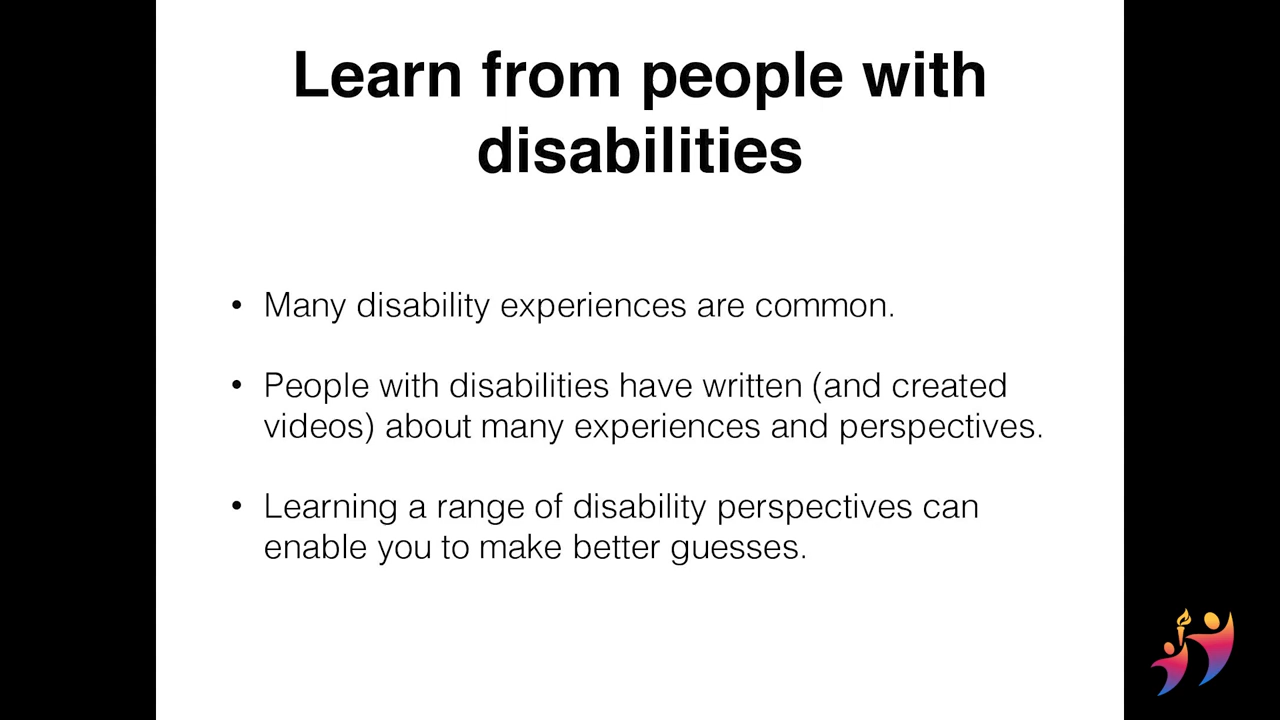 Learn from people with
disabilities
• Many disability experiences are common.
• People with disabilities have written (and created
videos) about many experiences and perspectives.
• Learning a range of disability perspectives can
enable you to make better guesses.